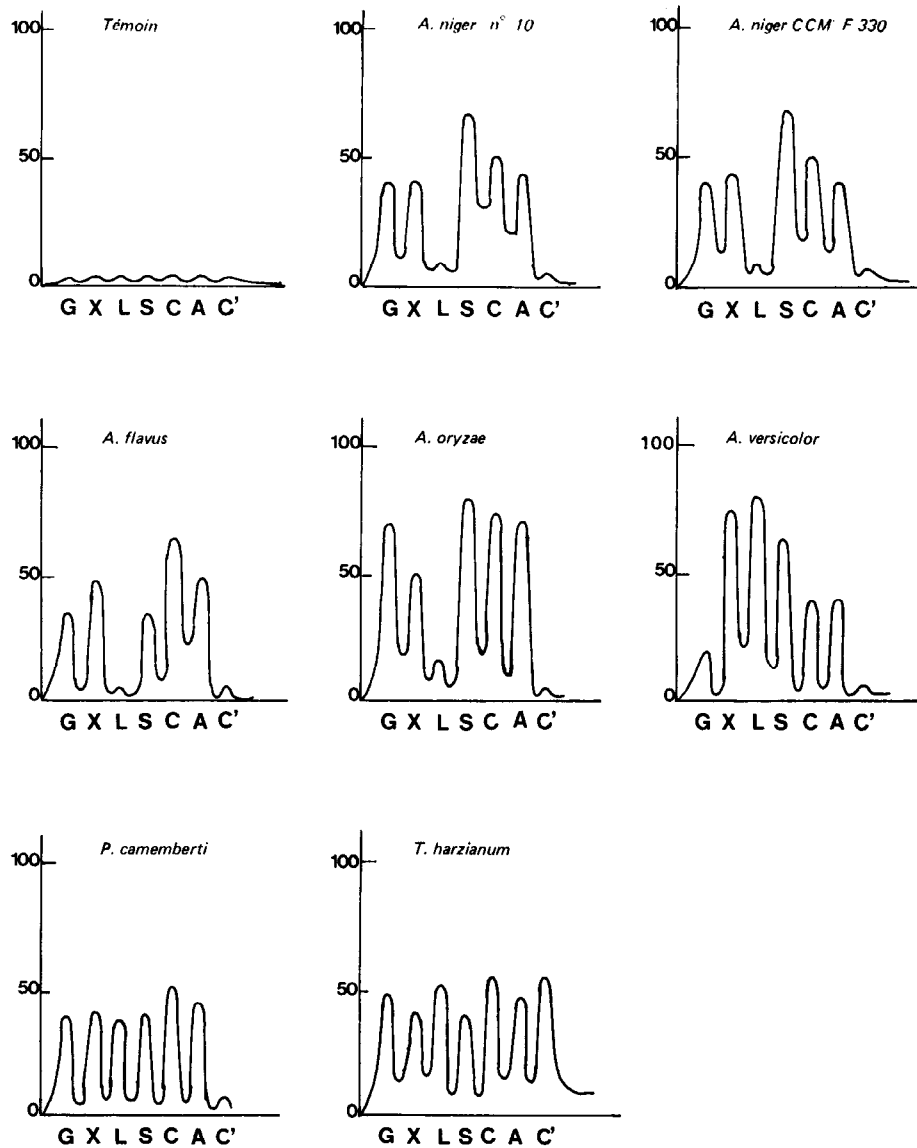 Témoin
100
50
0
G X L S C A C'
A. niger n° 10
100
50
0
G X L S C A C'
A. niger CCM F 330
100
50
0
G X L S C A C'
A. flavus
100
50
0
G X L S C A C'
A. oryzae
100
50
0
G X L S C A C'
A. versicolor
100
50
0
G X L S C A C'
P. camemberti
100
50
0
G X L S C A C'
T. harzianum
100
50
0
G X L S C A C'